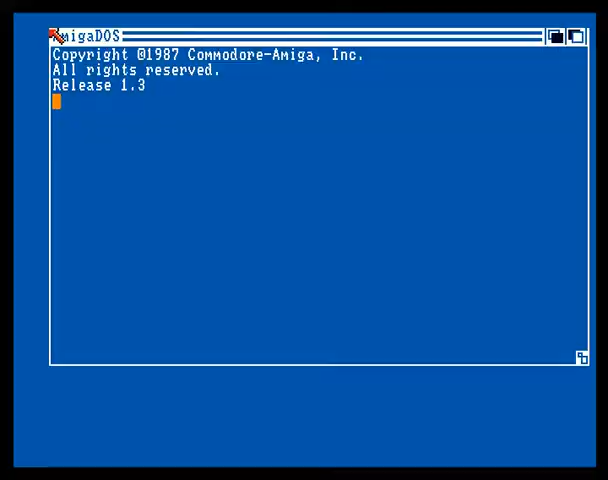 AmigaDOS
Copyright @1987 Commodore-Amiga, Inc.
All rights reserved.
Release 1.3